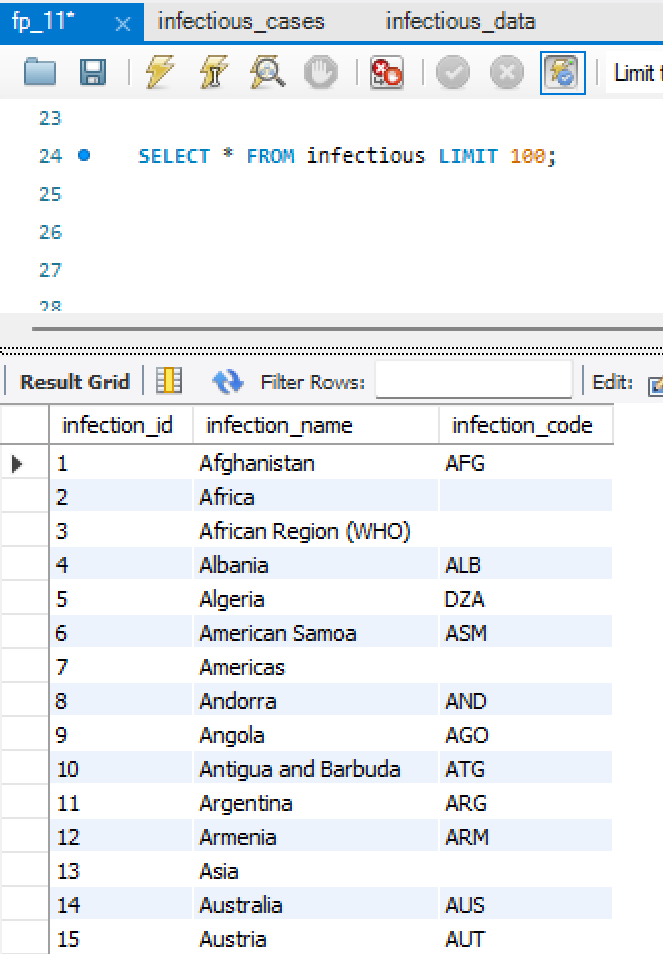 fp_11* × infectious_cases infectious_data
Limit t
23
24 SELECT * FROM infectious LIMIT 100;
25
26
27
28
Result Grid Filter Rows: Edit:
infection_id infection_name infection_code
1 Afghanistan AFG
2 Africa
3 African Region (WHO)
4 Albania ALB
5 Algeria DZA
6 American Samoa ASM
7 Americas
8 Andorra AND
9 Angola AGO
10 Antigua and Barbuda ATG
11 Argentina ARG
12 Armenia ARM
13 Asia
14 Australia AUS
15 Austria AUT